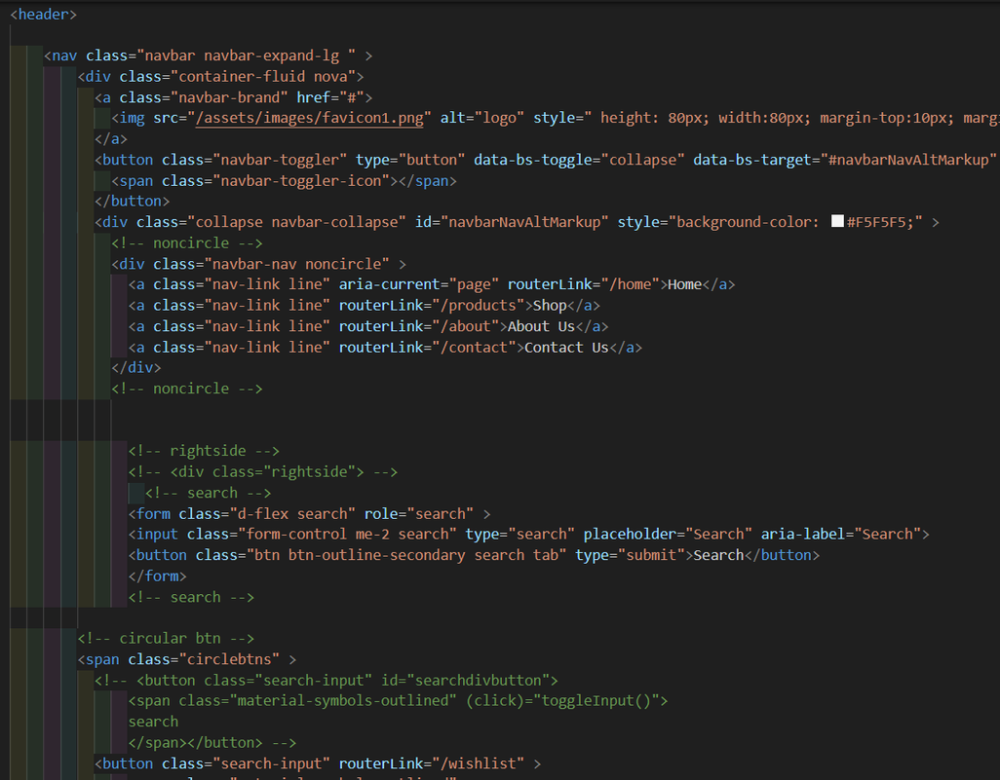 <header>
<nav class="navbar navbar-expand-lg " >
<div class="container-fluid nova">
<a class="navbar-brand" href="#">
<img src="/assets/images/favicon1.png" alt="logo" style=" height: 80px; width:80px; margin-top:10px; marg
</a>
<button class="navbar-toggler" type="button" data-bs-toggle="collapse" data-bs-target="#navbarNavAltMarkup"
<span class="navbar-toggler-icon"></span>
</button>
<div class="collapse navbar-collapse" id="navbarNavAltMarkup" style="background-color: #F5F5F5;" >
<!-- noncircle -->
<div class="navbar-nav noncircle" >
<a class="nav-link line" aria-current="page" routerLink="/home">Home</a>
<a class="nav-link line" routerLink="/products">Shop</a>
<a class="nav-link line" routerLink="/about">About Us</a>
<a class="nav-link line" routerLink="/contact">Contact Us</a>
</div>
<!-- noncircle -->
<!-- rightside -->
<!-- <div class="rightside"> -->
<!-- search -->
<form class="d-flex search" role="search" >
<input class="form-control me-2 search" type="search" placeholder="Search" aria-label="Search">
<button class="btn btn-outline-secondary search tab" type="submit">Search</button>
</form>
<!-- search -->
<!-- circular btn -->
<span class="circlebtns" >
<!-- <button class="search-input" id="searchdivbutton">
<span class="material-symbols-outlined" (click)="toggleInput()">
search
</span></button> -->
<button class="search-input" routerLink="/wishlist" >